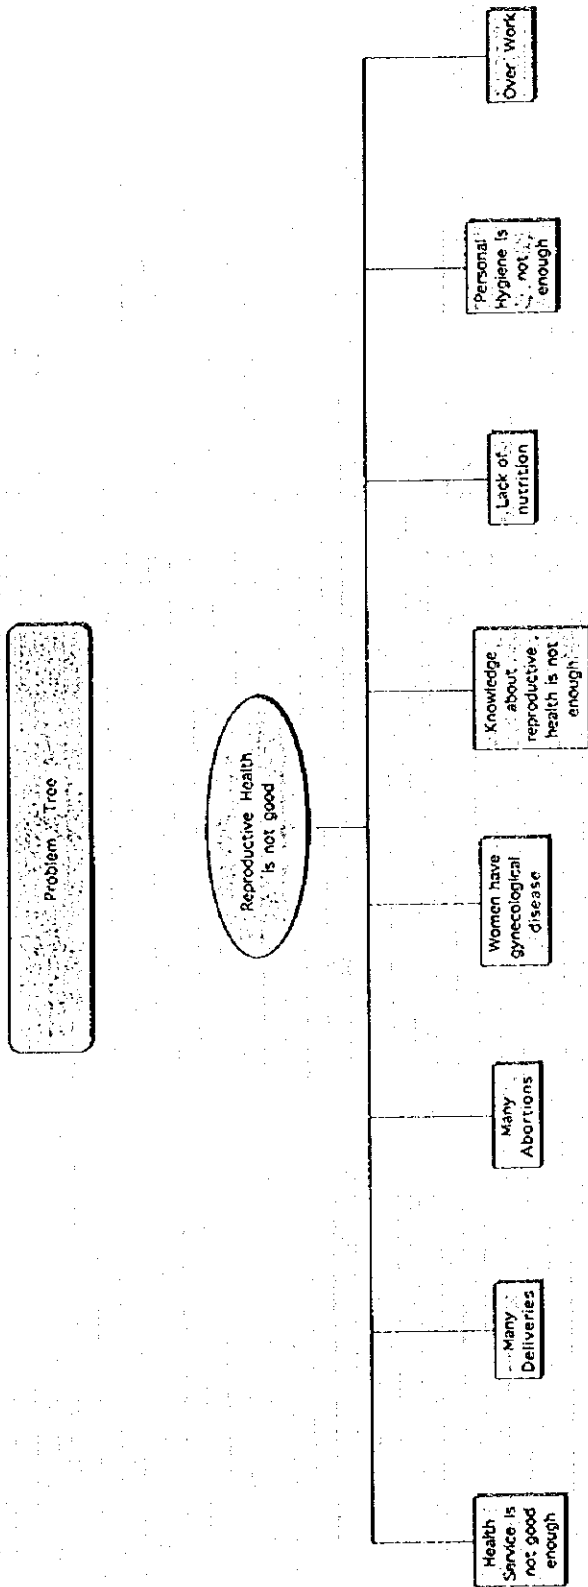 Problem Tree
Reproductive Health
is not good
Health
Service is
not good
enough
Many
Deliveries
Many
Abortions
Women have
gynecological
disease
Knowledge
about
reproductive
health is not
enough
Lack of
nutrition
Personal
Hygiene is
not
enough
Over Work